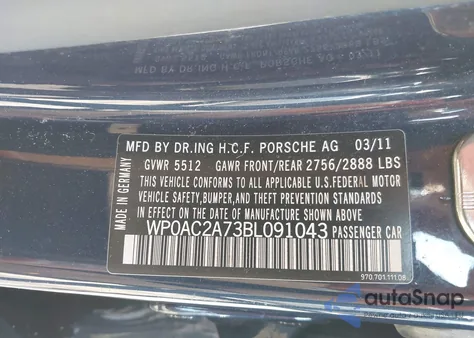 MFD BY DR.ING H.C.F. PORSCHE AG 03/11
GVWR 5512 GAWR FRONT/REAR 2756/2888 LBS
THIS VEHICLE CONFORMS TO ALL APPLICABLE U.S.FEDERAL MOTOR
VEHICLE SAFETY,BUMPER,AND THEFT PREVENTION STANDARDS
IN EFFECT ON THE DATE OF MANUFACTURE SHOWN ABOVE
WP0AC2A73BL091043 PASSENGER CAR
MADE IN GERMANY
970.701.111.08
autoSnap